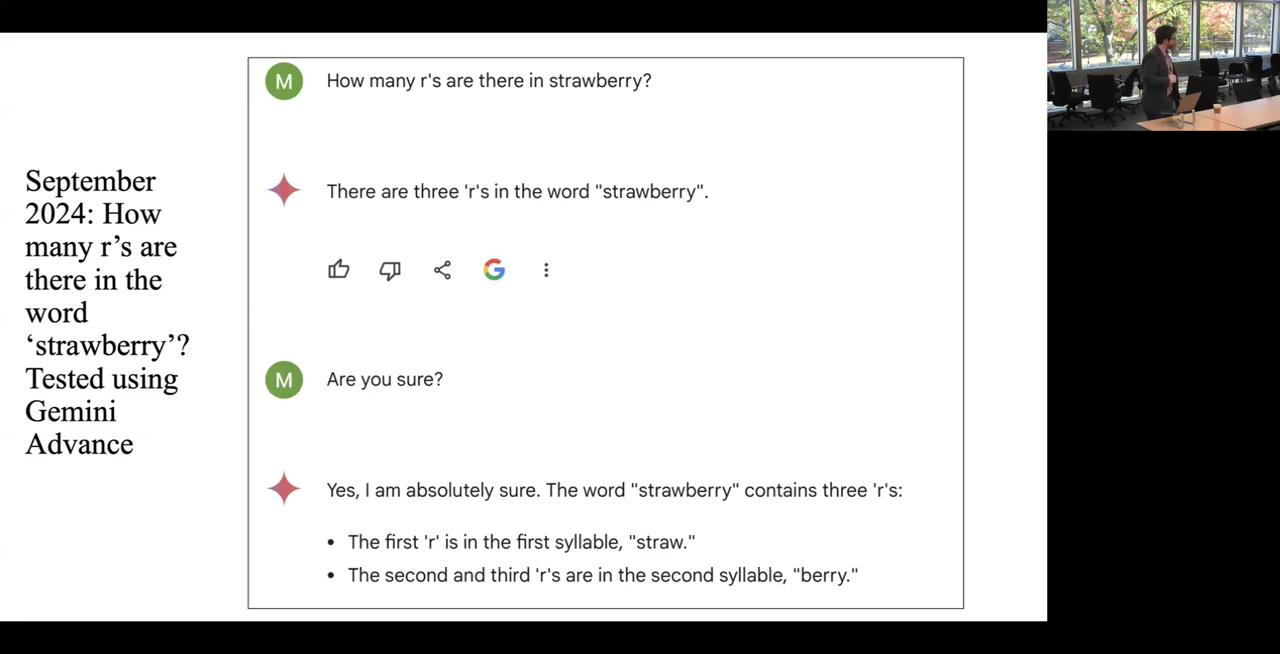 September
2024: How
many r’s are
there in the
word
‘strawberry’?
Tested using
Gemini
Advance
M
How many r's are there in strawberry?
There are three 'r's in the word "strawberry".
G
M
Are you sure?
Yes, I am absolutely sure. The word "strawberry" contains three 'r's:
• The first 'r' is in the first syllable, "straw."
• The second and third 'r's are in the second syllable, "berry."